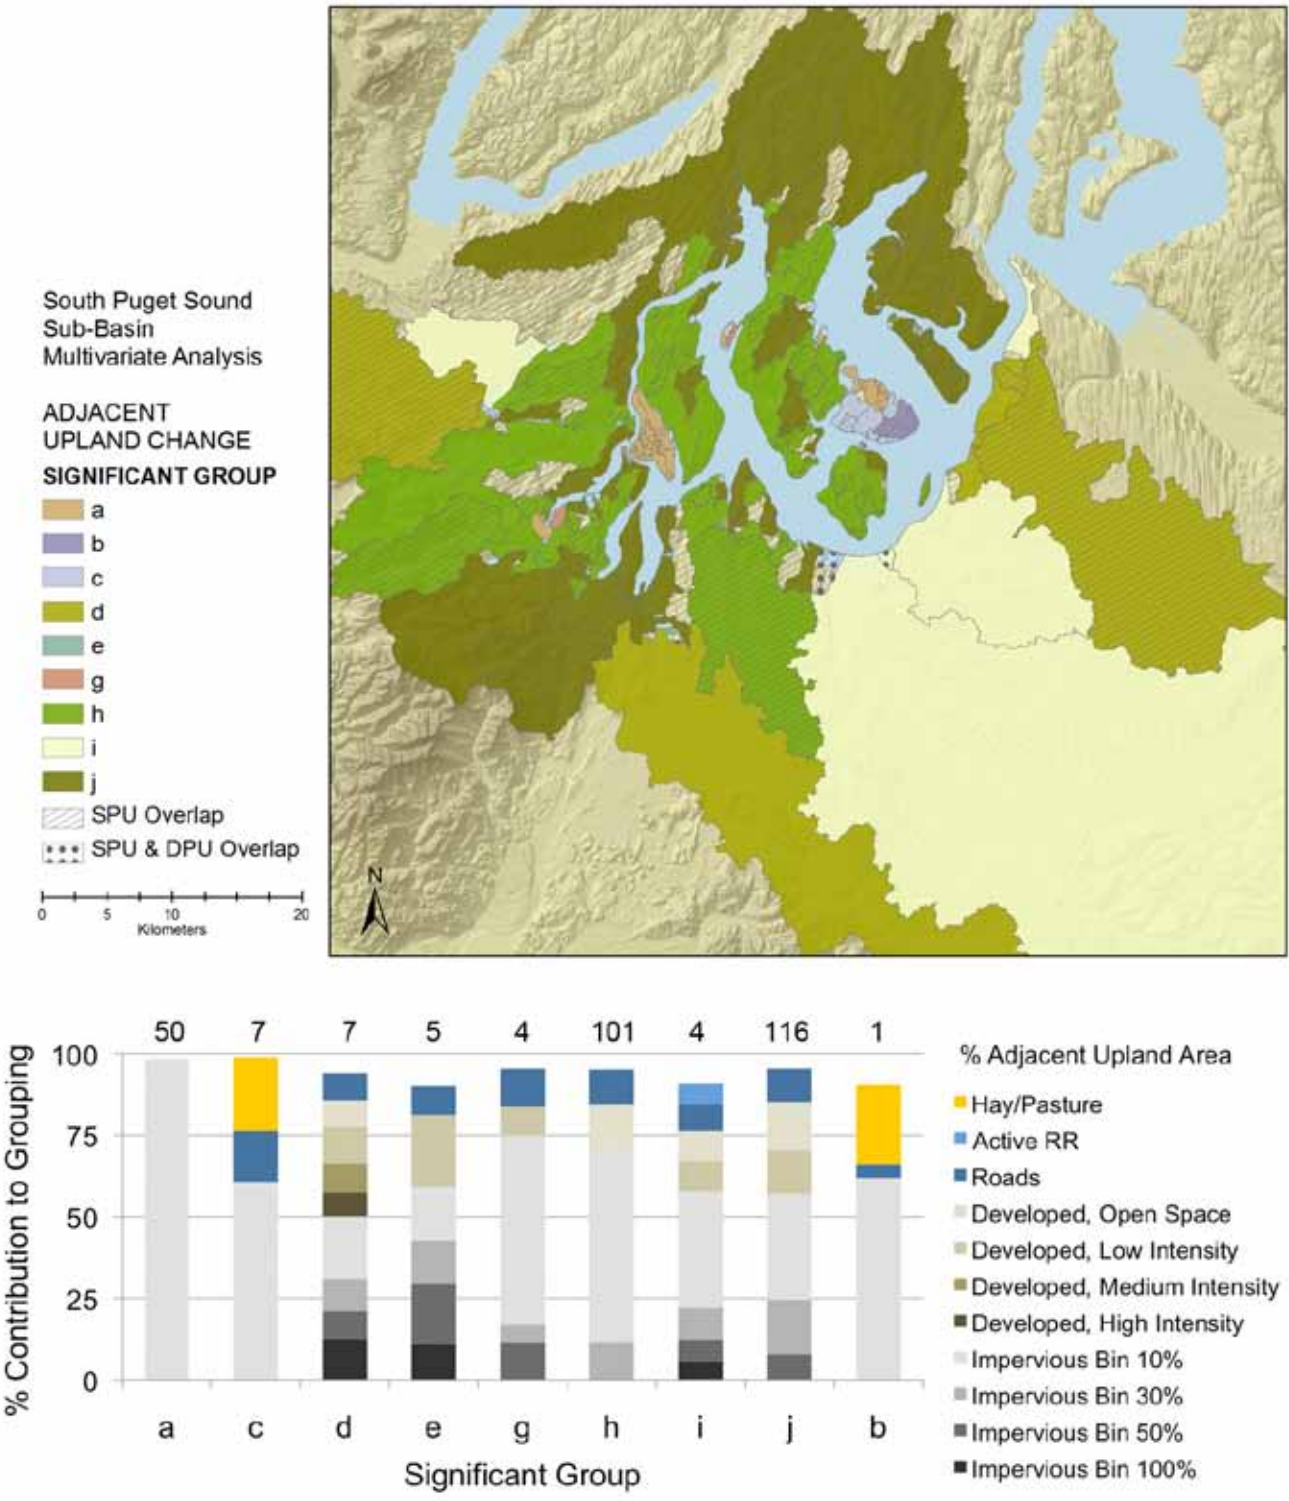 South Puget Sound
Sub-Basin
Multivariate Analysis
ADJACENT
UPLAND CHANGE
SIGNIFICANT GROUP
a
b
c
d
e
g
h
i
j
SPU Overlap
SPU & DPU Overlap
0 5 10 20
Kilometers
N
50 7 7 5 4 101 4 116 1
% Contribution to Grouping
100
75
50
25
0
a c d e g h i j b
Significant Group
% Adjacent Upland Area
Hay/Pasture
Active RR
Roads
Developed, Open Space
Developed, Low Intensity
Developed, Medium Intensity
Developed, High Intensity
Impervious Bin 10%
Impervious Bin 30%
Impervious Bin 50%
Impervious Bin 100%